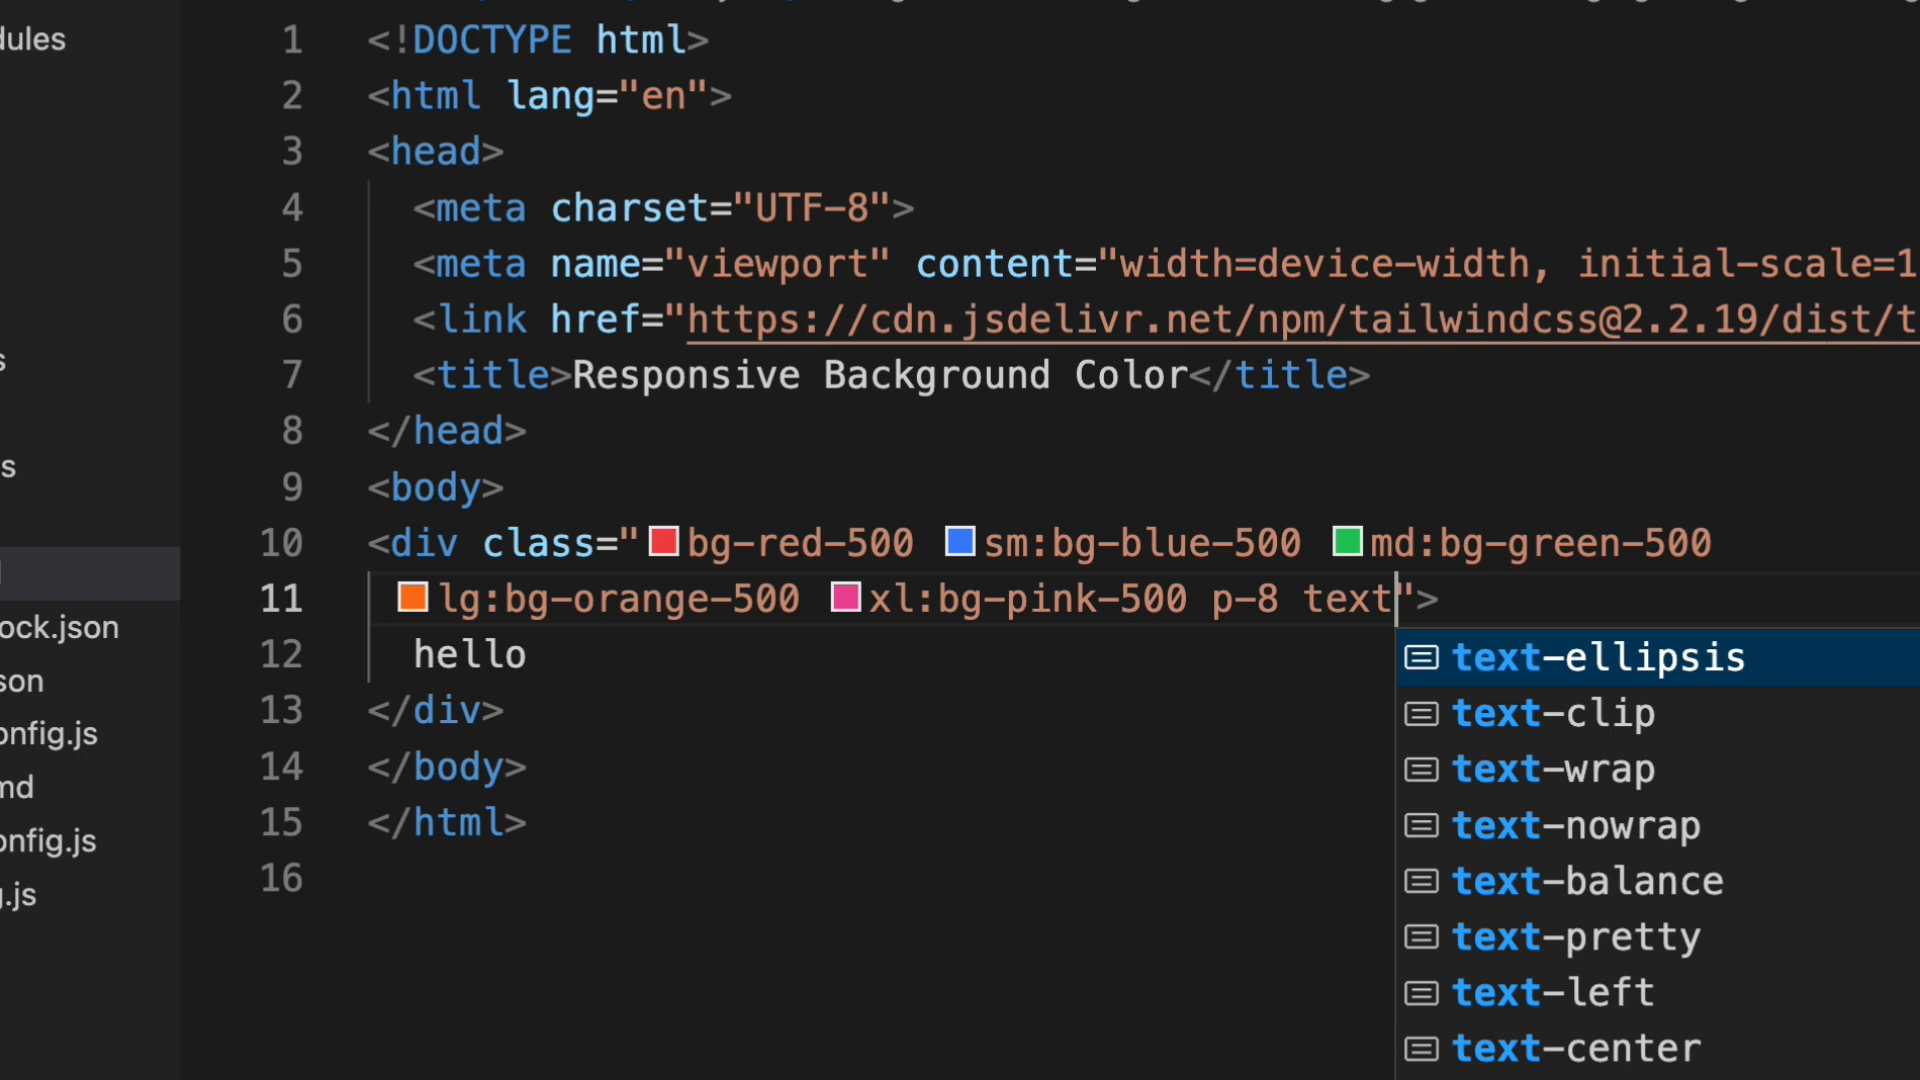 dules
s
s
ock.json
son
onfig.js
md
onfig.js
g.js
1 <!DOCTYPE html>
2 <html lang="en">
3 <head>
4 <meta charset="UTF-8">
5 <meta name="viewport" content="width=device-width, initial-scale=1
6 <link href="https://cdn.jsdelivr.net/npm/tailwindcss@2.2.19/dist/t
7 <title>Responsive Background Color</title>
8 </head>
9 <body>
10 <div class="bg-red-500 sm:bg-blue-500 md:bg-green-500
11 lg:bg-orange-500 xl:bg-pink-500 p-8 text">
12 hello
13 </div>
14 </body>
15 </html>
16
text-ellipsis
text-clip
text-wrap
text-nowrap
text-balance
text-pretty
text-left
text-center